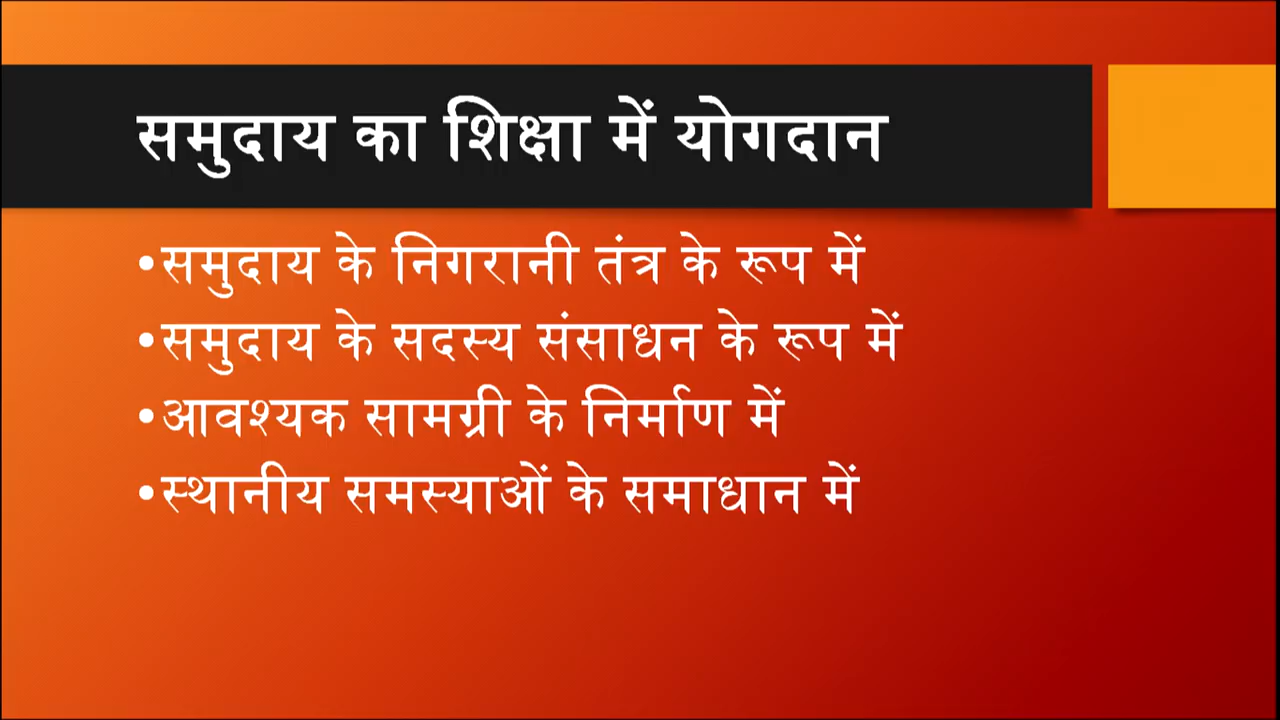 समुदाय का शिक्षा में योगदान
•समुदाय के निगरानी तंत्र के रूप में
•समुदाय के सदस्य संसाधन के रूप में
•आवश्यक सामग्री के निर्माण में
•स्थानीय समस्याओं के समाधान में